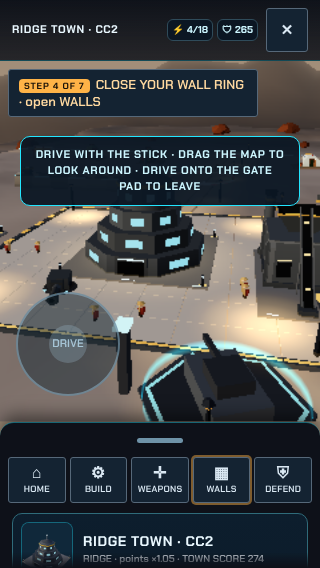 RIDGE TOWN · CC2
⚡ 4/18
🛡 265
✕
STEP 4 OF 7 CLOSE YOUR WALL RING
· open WALLS
DRIVE WITH THE STICK · DRAG THE MAP TO
LOOK AROUND · DRIVE ONTO THE GATE
PAD TO LEAVE
DRIVE
HOME
BUILD
WEAPONS
WALLS
DEFEND
RIDGE TOWN · CC2
RIDGE · points ×1.05 · TOWN SCORE 274